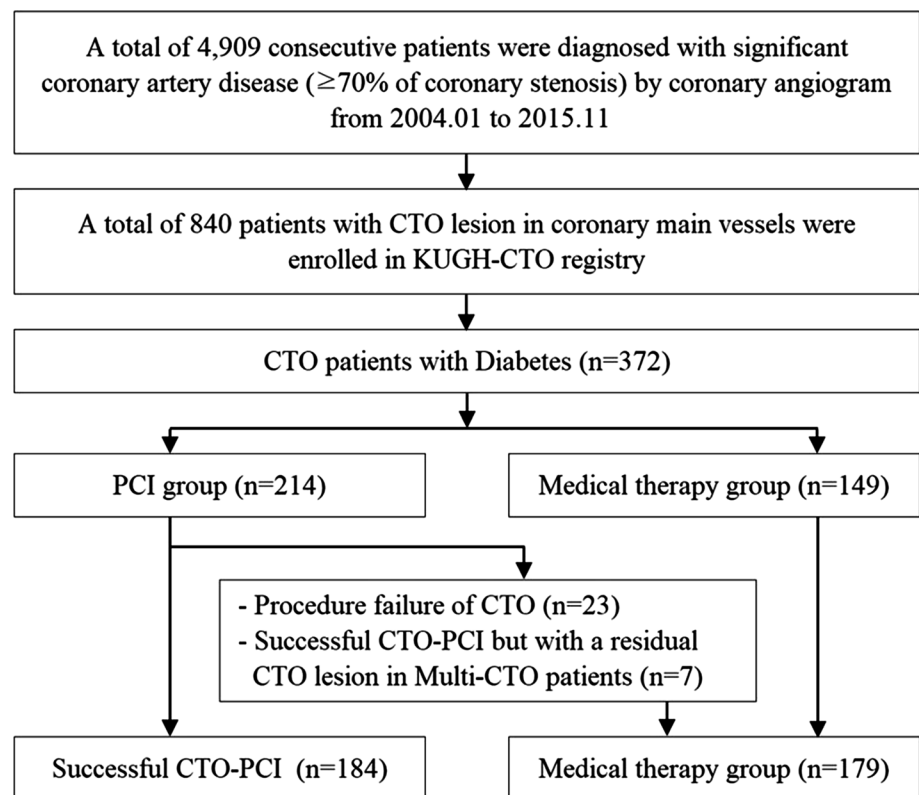 A total of 4,909 consecutive patients were diagnosed with significant
coronary artery disease (≥70% of coronary stenosis) by coronary angiogram
from 2004.01 to 2015.11
A total of 840 patients with CTO lesion in coronary main vessels were
enrolled in KUGH-CTO registry
CTO patients with Diabetes (n=372)
PCI group (n=214)
Medical therapy group (n=149)
- Procedure failure of CTO (n=23)
- Successful CTO-PCI but with a residual
CTO lesion in Multi-CTO patients (n=7)
Successful CTO-PCI (n=184)
Medical therapy group (n=179)